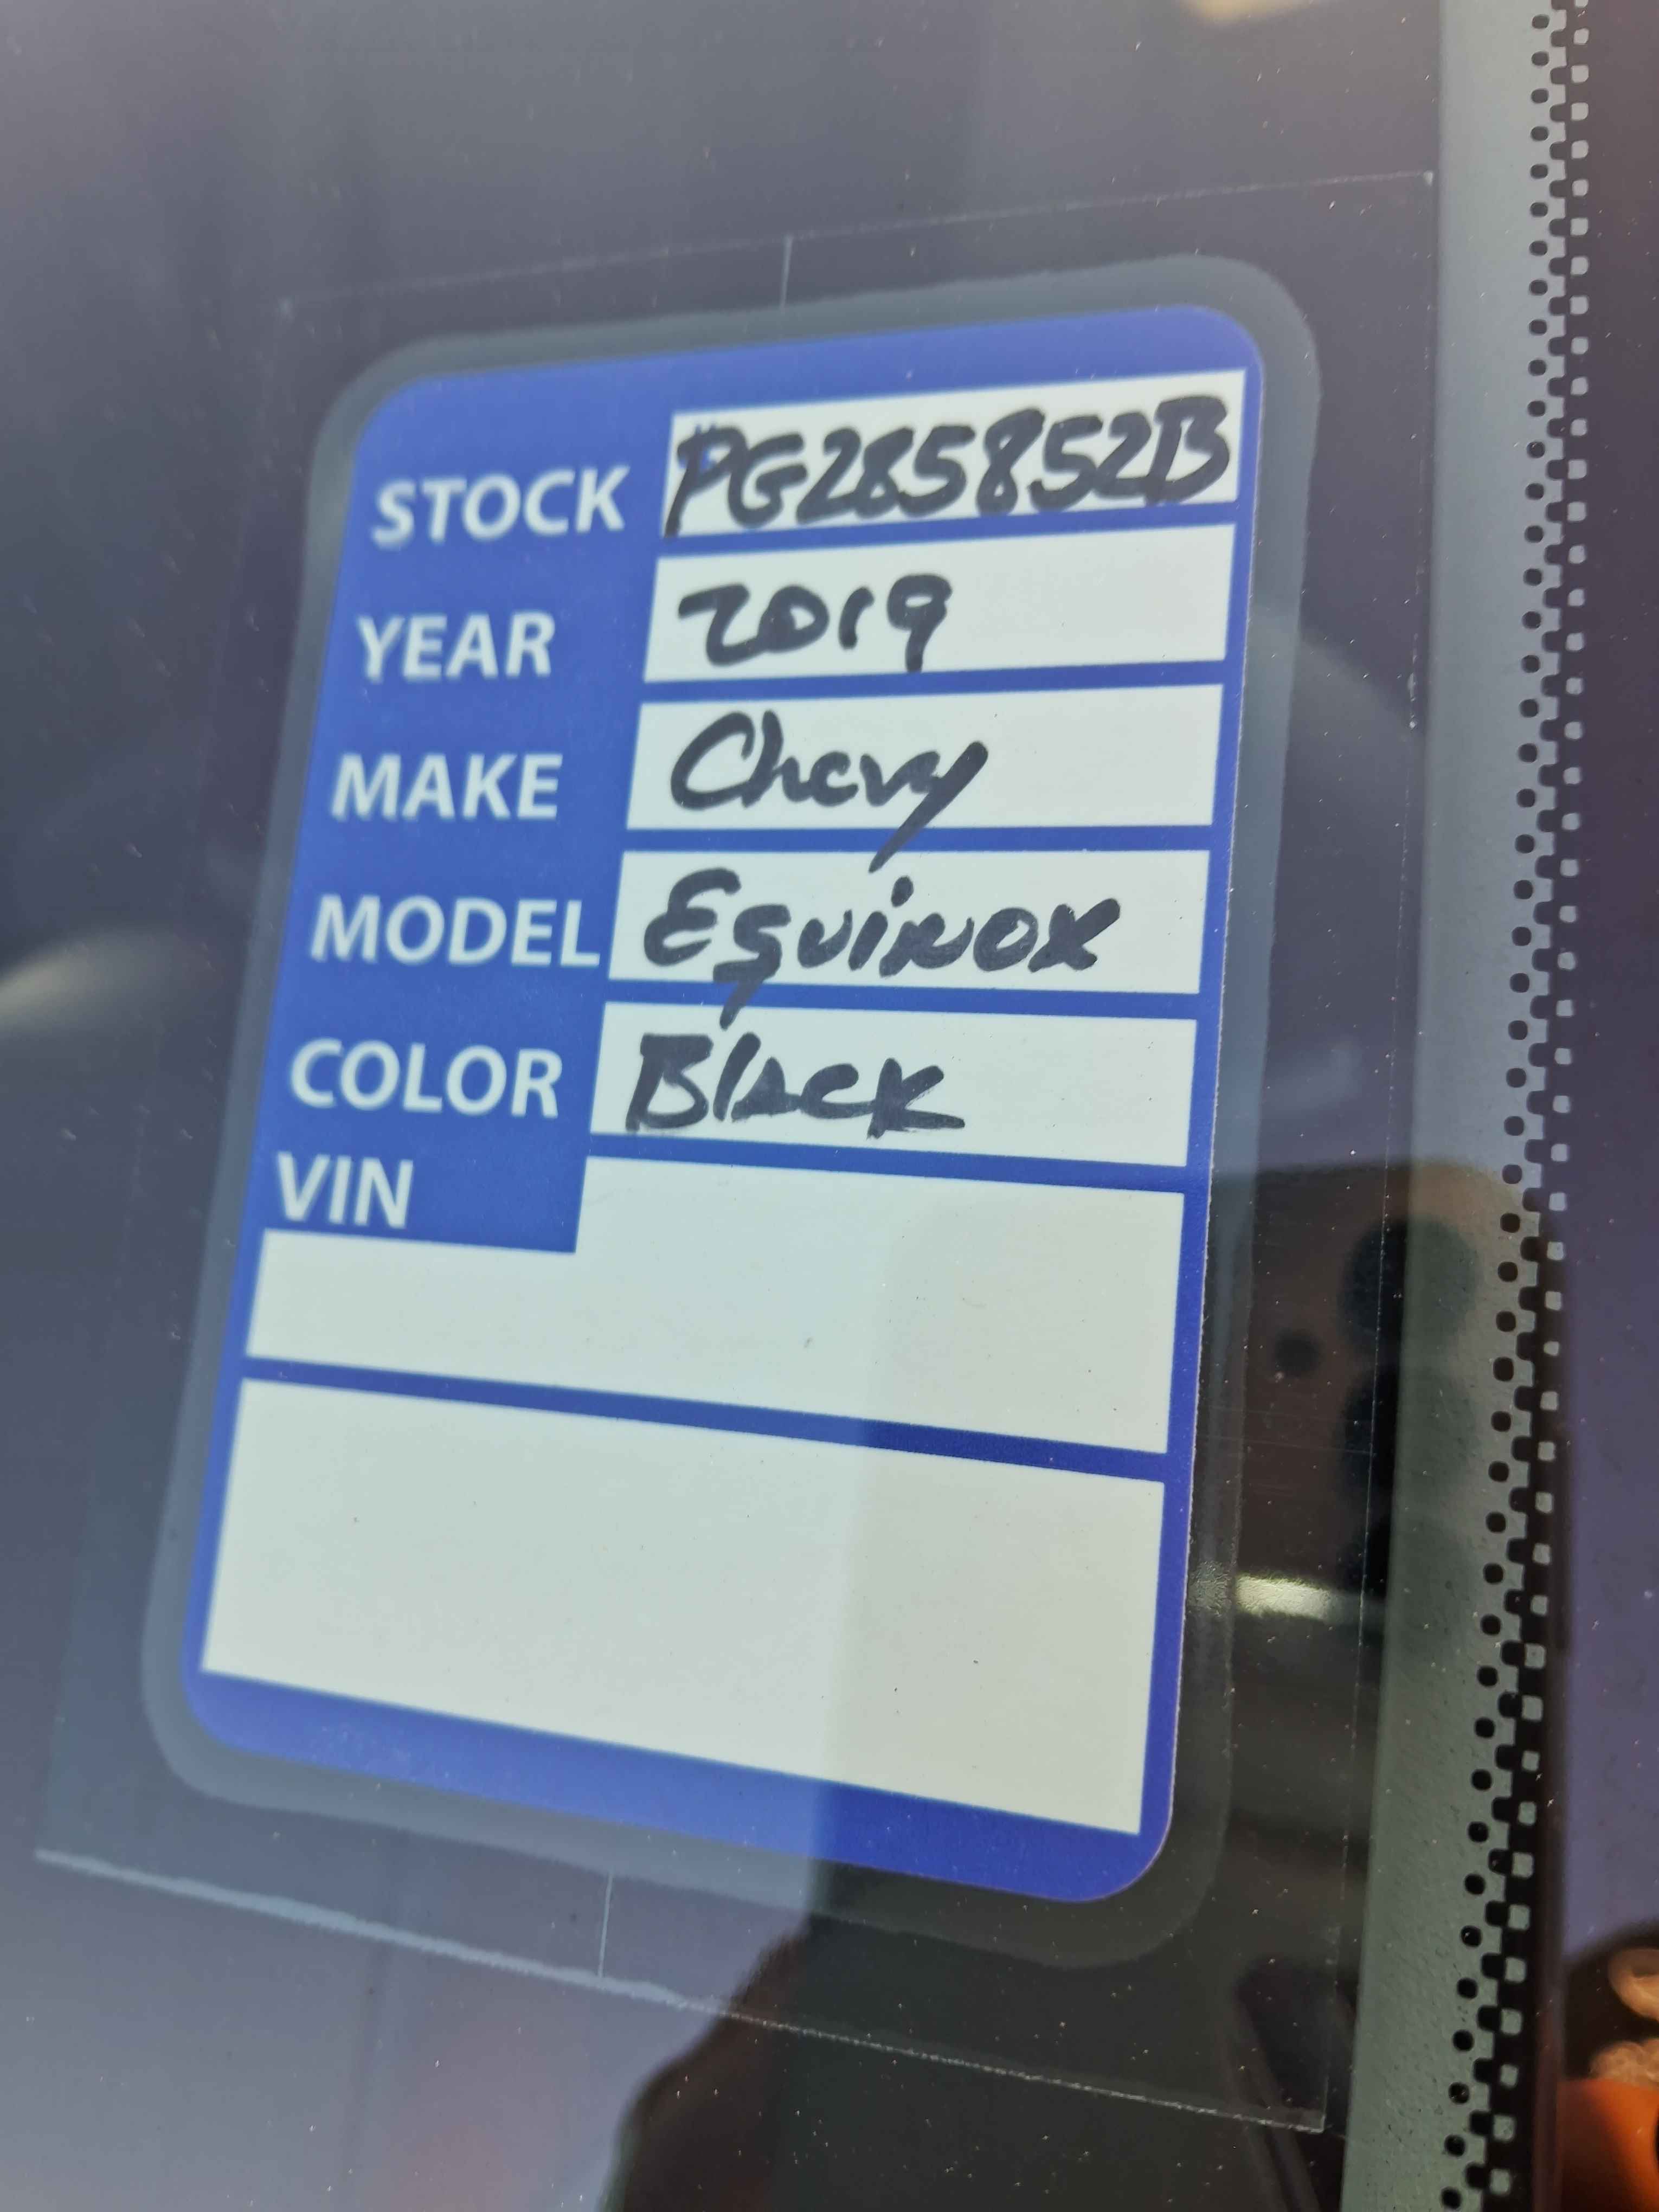 STOCK # PG285852B
YEAR 2019
MAKE Chevy
MODEL Equinox
COLOR Black
VIN